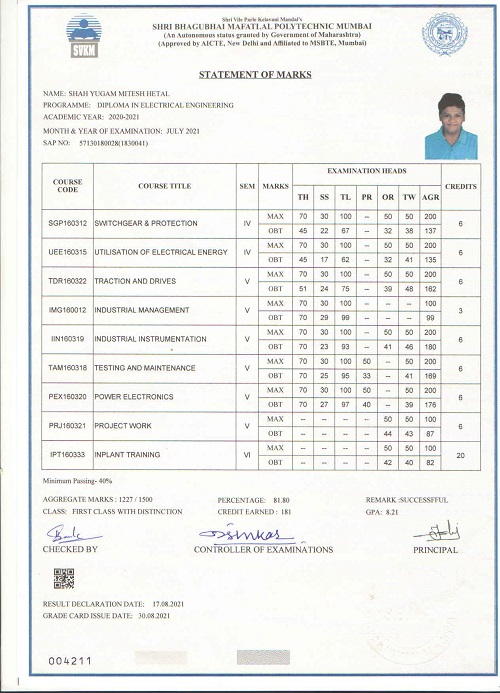 Shri Vile Parle Kelavani Mandal's
SHRI BHAGUBHAI MAFATLAL POLYTECHNIC MUMBAI
(An Autonomous status granted by Government of Maharashtra)
(Approved by AICTE, New Delhi and Affiliated to MSBTE, Mumbai)
SVKM
STATEMENT OF MARKS
NAME: SHAH YUGAM MITESH HETAL
PROGRAMME: DIPLOMA IN ELECTRICAL ENGINEERING
ACADEMIC YEAR: 2020-2021
MONTH & YEAR OF EXAMINATION: JULY 2021
SAP NO: 57130180028(1830041)
COURSE CODE COURSE TITLE SEM MARKS EXAMINATION HEADS CREDITS
TH SS TL PR OR TW AGR
SGP160312 SWITCHGEAR & PROTECTION IV MAX 70 30 100 -- 50 50 200 6
OBT 45 22 67 -- 32 38 137
UEE160315 UTILISATION OF ELECTRICAL ENERGY IV MAX 70 30 100 -- 50 50 200 6
OBT 45 17 62 -- 32 41 135
TDR160322 TRACTION AND DRIVES V MAX 70 30 100 -- 50 50 200 6
OBT 51 24 75 -- 39 48 162
IMG160012 INDUSTRIAL MANAGEMENT V MAX 70 30 100 -- -- -- 100 3
OBT 70 29 99 -- -- -- 99
IIN160319 INDUSTRIAL INSTRUMENTATION V MAX 70 30 100 -- 50 50 200 6
OBT 70 23 93 -- 41 46 180
TAM160318 TESTING AND MAINTENANCE V MAX 70 30 100 50 -- 50 200 6
OBT 70 25 95 33 -- 41 169
PEX160320 POWER ELECTRONICS V MAX 70 30 100 50 -- 50 200 6
OBT 70 27 97 40 -- 39 176
PRJ160321 PROJECT WORK V MAX -- -- -- -- 50 50 100 6
OBT -- -- -- -- 44 43 87
IPT160333 INPLANT TRAINING VI MAX -- -- -- -- 50 50 100 20
OBT -- -- -- -- 42 40 82
Minimum Passing- 40%
AGGREGATE MARKS : 1227 / 1500 PERCENTAGE: 81.80 REMARK :SUCCESSFFUL
CLASS: FIRST CLASS WITH DISTINCTION CREDIT EARNED : 181 GPA: 8.21
CHECKED BY CONTROLLER OF EXAMINATIONS PRINCIPAL
RESULT DECLARATION DATE: 17.08.2021
GRADE CARD ISSUE DATE: 30.08.2021
004211